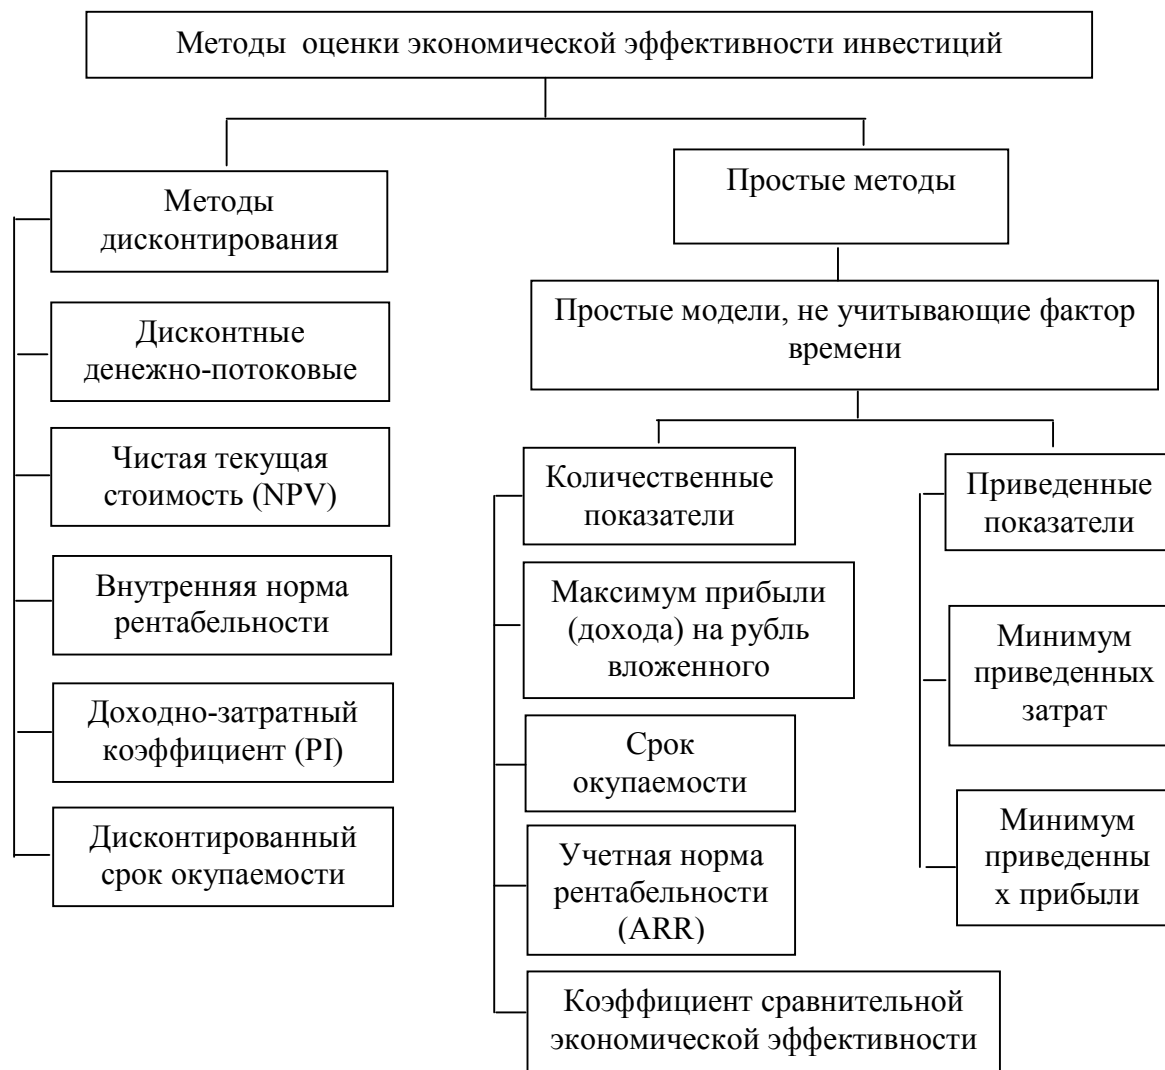 Методы оценки экономической эффективности инвестиций
Методы
дисконтирования
Дисконтные
денежно-потоковые
Чистая текущая
стоимость (NPV)
Внутренняя норма
рентабельности
Доходно-затратный
коэффициент (PI)
Дисконтированный
срок окупаемости
Простые методы
Простые модели, не учитывающие фактор
времени
Количественные
показатели
Максимум прибыли
(дохода) на рубль
вложенного
Срок
окупаемости
Учетная норма
рентабельности
(ARR)
Коэффициент сравнительной
экономической эффективности
Приведенные
показатели
Минимум
приведенных
затрат
Минимум
приведенны
х прибыли